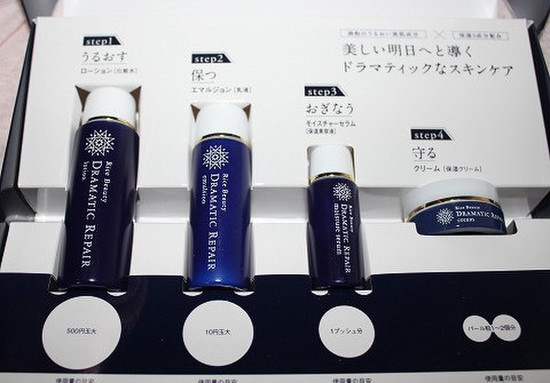 step1
うるおす
ローション[化粧水]
step2
保つ
エマルジョン[乳液]
step3
おぎなう
モイスチャーセラム
[保湿美容液]
step4
守る
クリーム[保湿クリーム]
美しい明日へと導く
ドラマティックなスキンケア
Rice Beauty
DRAMATIC REPAIR
lotion
Rice Beauty
DRAMATIC REPAIR
emulsion
Rice Beauty
DRAMATIC REPAIR
moisture serum
Rice Beauty
DRAMATIC REPAIR
cream
500円玉大
10円玉大
1プッシュ分
パール粒1〜2個分
使用量の目安
使用量の目安
使用量の目安
使用量の目安